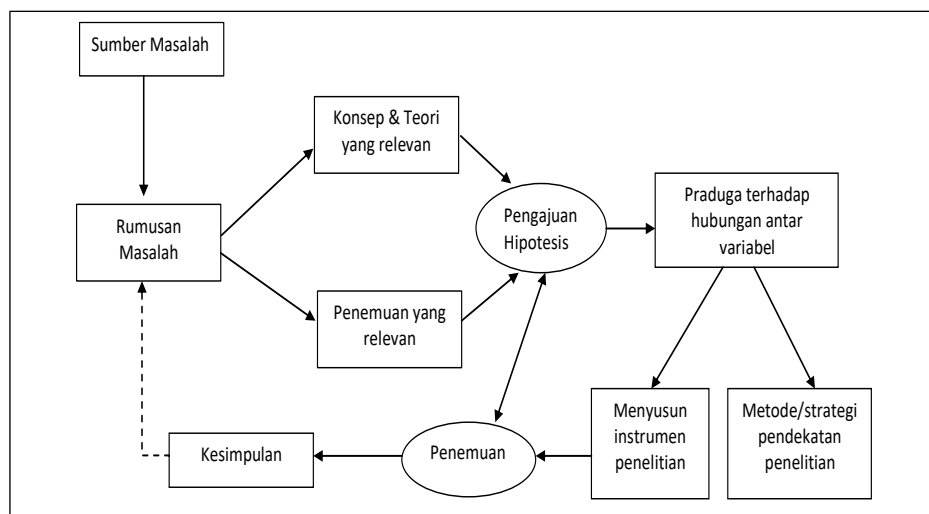 Sumber Masalah
Konsep & Teori
yang relevan
Rumusan
Masalah
Pengajuan
Hipotesis
Praduga terhadap
hubungan antar
variabel
Penemuan yang
relevan
Menyusun
instrumen
penelitian
Metode/strategi
pendekatan
penelitian
Penemuan
Kesimpulan